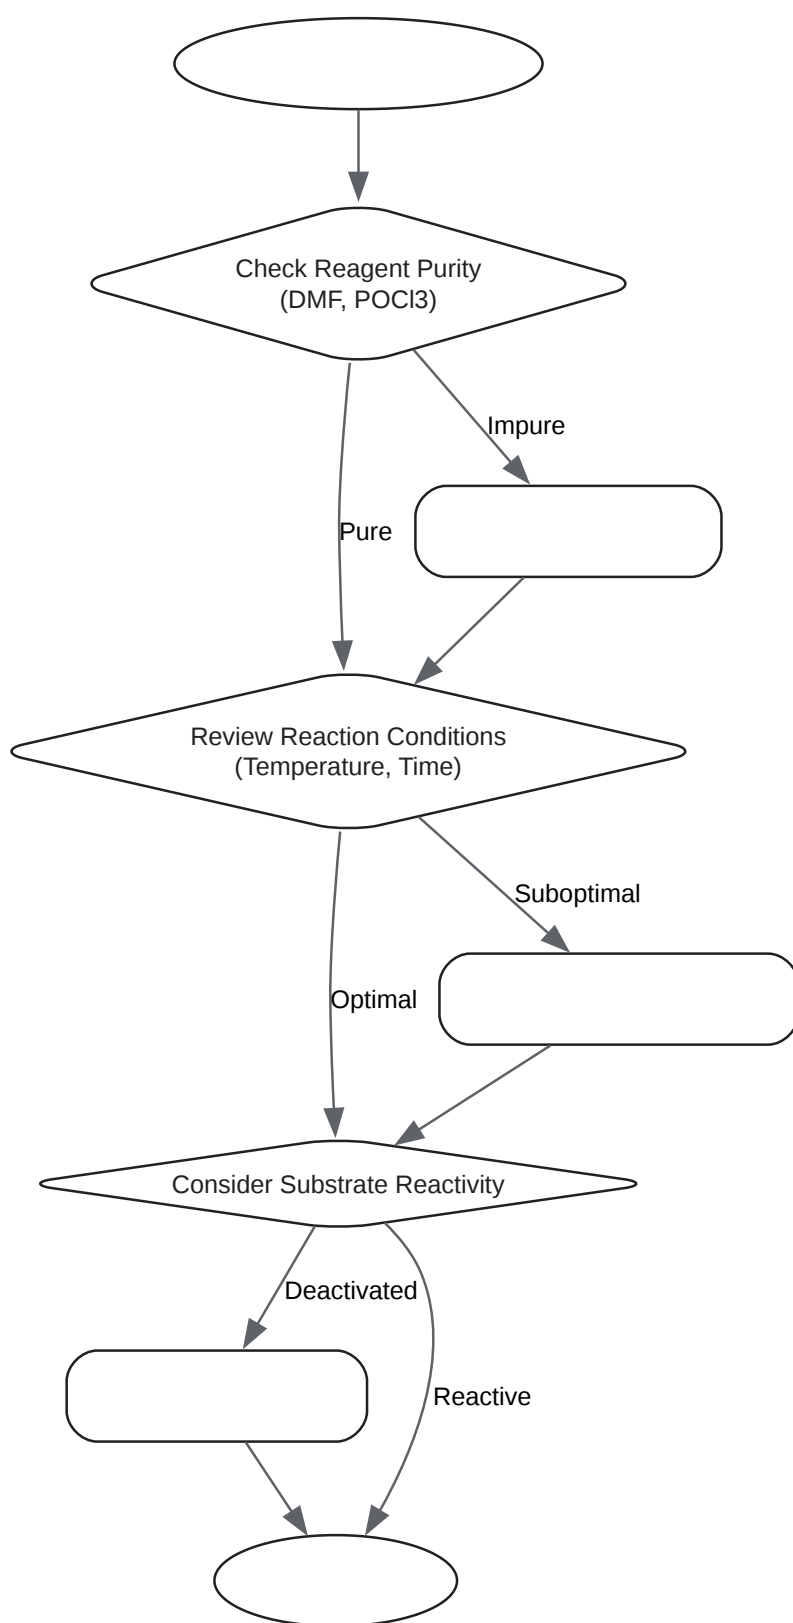 Check Reagent Purity
(DMF, POCl3)
Impure
Pure
Review Reaction Conditions
(Temperature, Time)
Suboptimal
Optimal
Consider Substrate Reactivity
Deactivated
Reactive